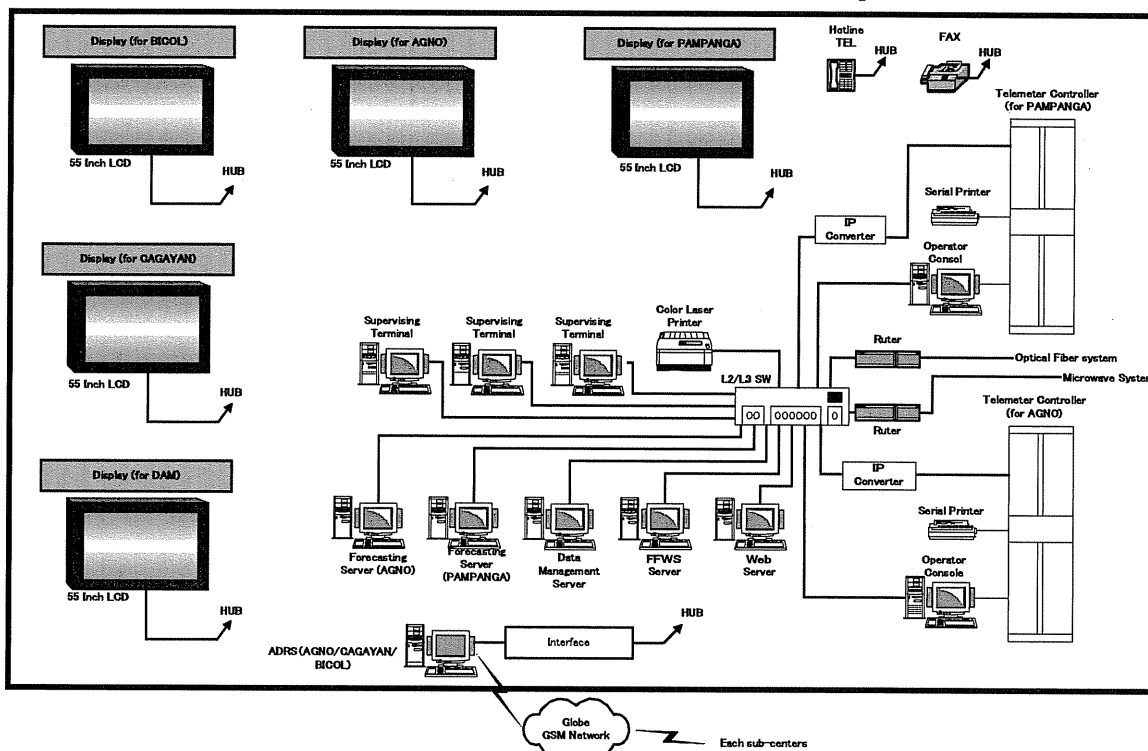 Display (for BICOL)
55 Inch LCD
HUB
Display (for AGNO)
55 Inch LCD
HUB
Display (for PAMPANGA)
55 Inch LCD
HUB
Hotline
TEL
HUB
FAX
HUB
Telemeter Controller
(for PAMPANGA)
Serial Printer
IP
Converter
Operator
Consol
Display (for CAGAYAN)
55 Inch LCD
HUB
Supervising
Terminal
Supervising
Terminal
Supervising
Terminal
Color Laser
Printer
L2/L3 SW
Ruter
Optical Fiber system
Microwave System
Ruter
Telemeter Controller
(for AGNO)
IP
Converter
Serial Printer
Operator
Console
Display (for DAM)
55 Inch LCD
HUB
Forecasting
Server (AGNO)
Forecasting
Server
(PAMPANGA)
Data
Management
Server
FFWS
Server
Web
Server
ADRS(AGNO/CAGAYAN/
BICOL)
Interface
HUB
Globe
GSM Network
Each sub-centers